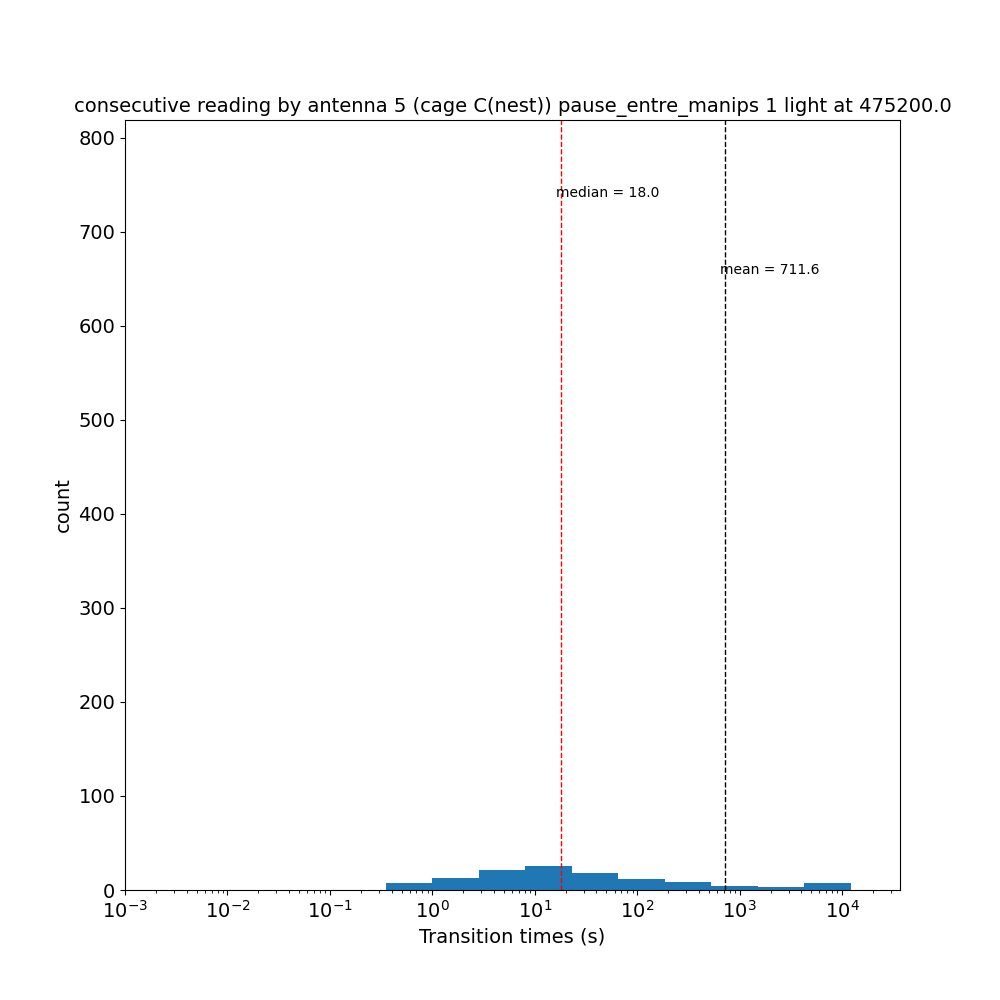 consecutive reading by antenna 5 (cage C(nest)) pause_entre_manips 1 light at 475200.0
800
median = 18.0
700
mean = 711.6
600
500
count
400
300
200
100
0
10⁻³ 10⁻² 10⁻¹ 10⁰ 10¹ 10² 10³ 10⁴
Transition times (s)